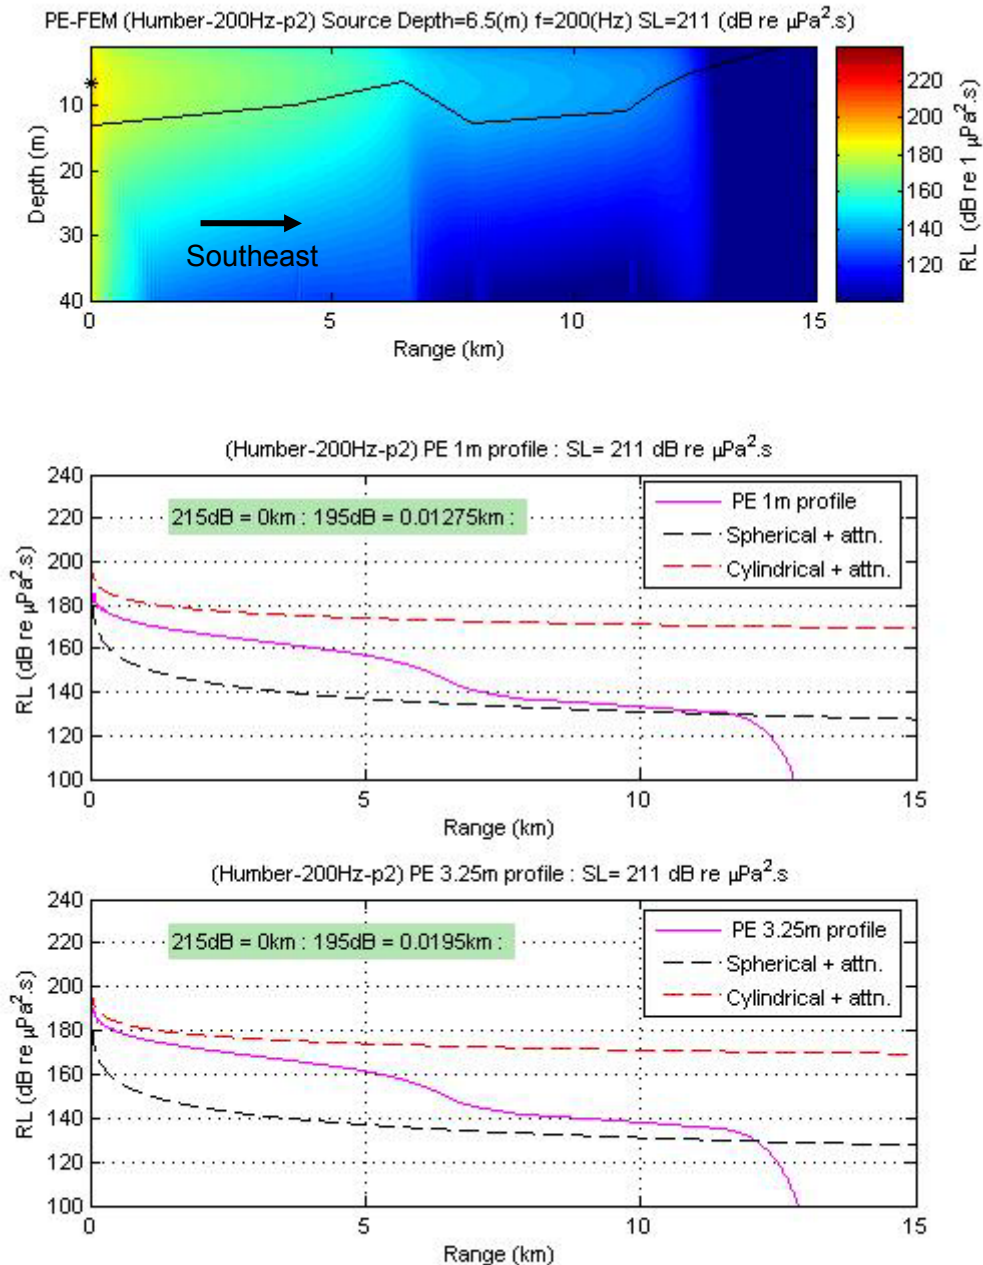 PE-FEM (Humber-200Hz-p2) Source Depth=6.5(m) f=200(Hz) SL=211 (dB re µPa².s)
Depth (m)
10
20
30
40
*
Southeast
0
5
10
15
Range (km)
220
200
180
160
140
120
RL (dB re 1 µPa².s)
(Humber-200Hz-p2) PE 1m profile : SL= 211 dB re µPa².s
RL (dB re µPa².s)
240
220
200
180
160
140
120
100
215dB = 0km : 195dB = 0.01275km :
PE 1m profile
Spherical + attn.
Cylindrical + attn.
0
5
10
15
Range (km)
(Humber-200Hz-p2) PE 3.25m profile : SL= 211 dB re µPa².s
RL (dB re µPa².s)
240
220
200
180
160
140
120
100
215dB = 0km : 195dB = 0.0195km :
PE 3.25m profile
Spherical + attn.
Cylindrical + attn.
0
5
10
15
Range (km)